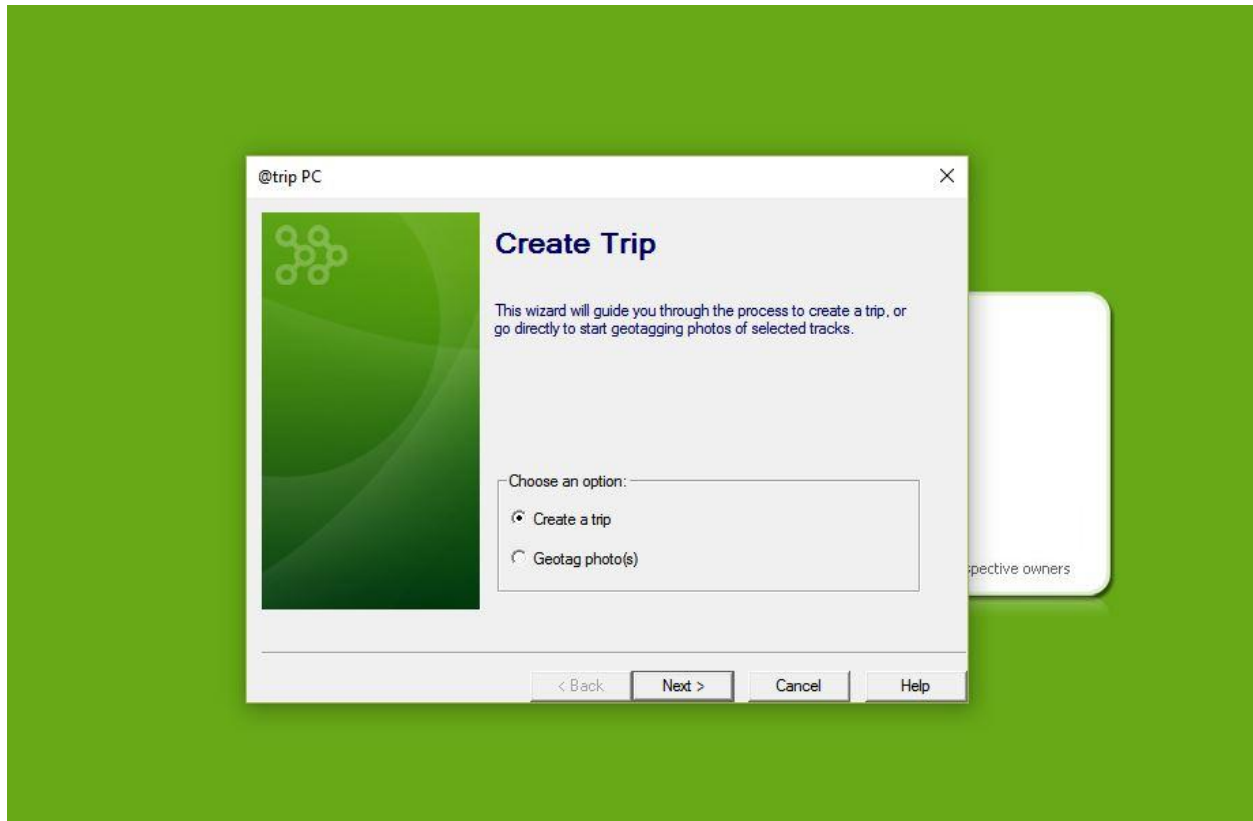 @trip PC
Create Trip
This wizard will guide you through the process to create a trip, or
go directly to start geotagging photos of selected tracks.
Choose an option:
Create a trip
Geotag photo(s)
owners
< Back
Next >
Cancel
Help